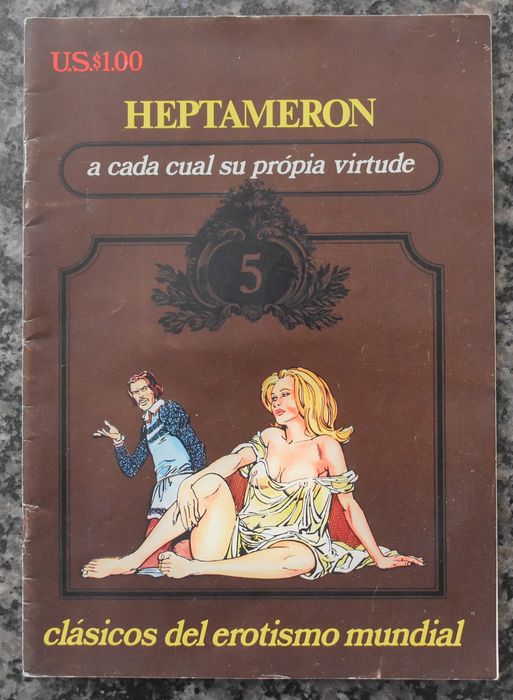 U.S.$1.00
HEPTAMERON
a cada cual su própia virtude
5
clásicos del erotismo mundial